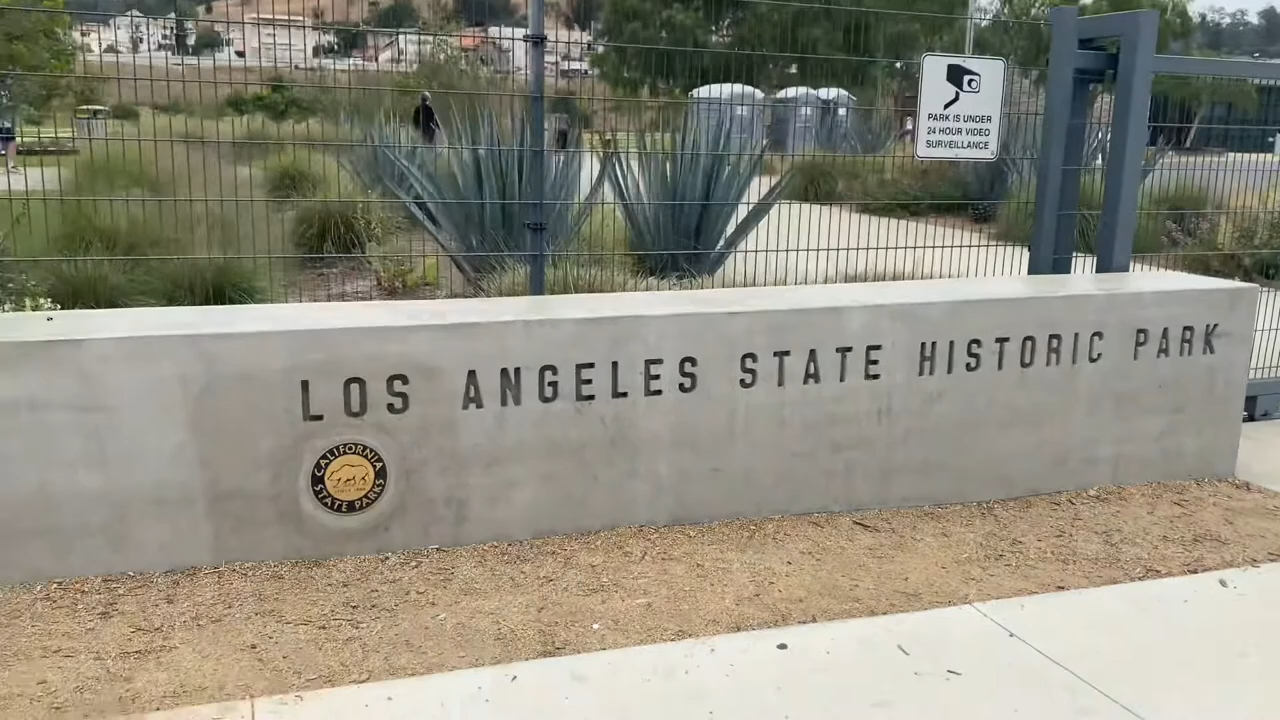 PARK IS UNDER
24 HOUR VIDEO
SURVEILLANCE
LOS ANGELES STATE HISTORIC PARK
CALIFORNIA
STATE PARKS